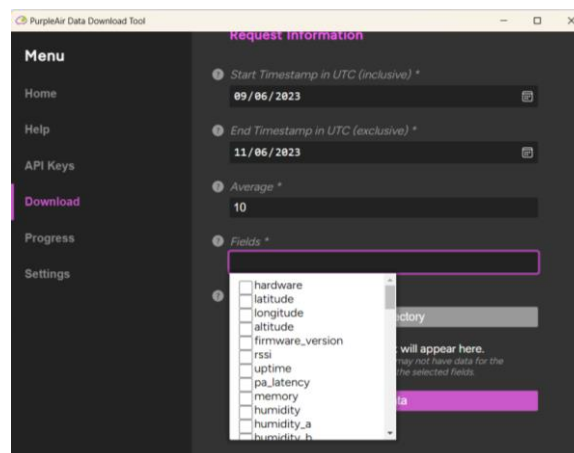 PurpleAir Data Download Tool
Menu
Home
Help
API Keys
Download
Progress
Settings
Request Information
Start Timestamp in UTC (inclusive) *
09/06/2023
End Timestamp in UTC (exclusive) *
11/06/2023
Average *
10
Fields *
hardware
latitude
longitude
altitude
firmware_version
rssi
uptime
pa_latency
memory
humidity
humidity_a
humidity_b
ectory
will appear here.
may not have data for the
the selected fields.
ta